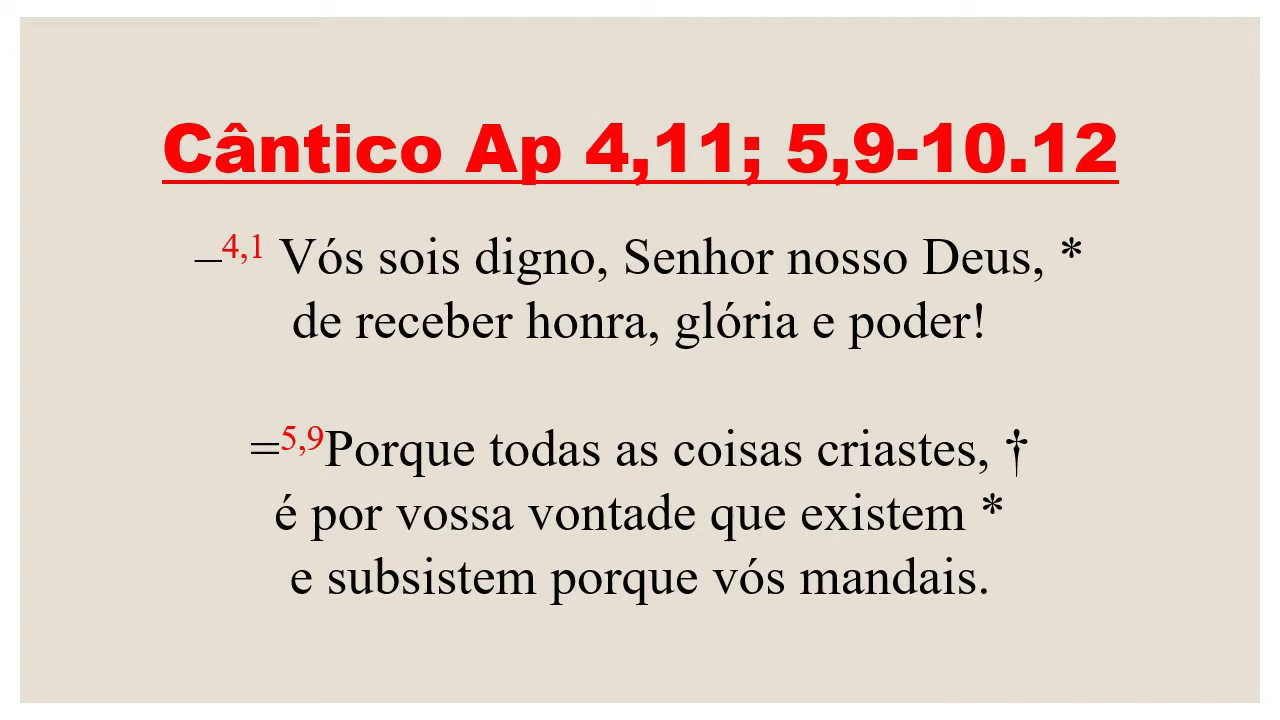 Cântico Ap 4,11; 5,9-10.12
–4,1 Vós sois digno, Senhor nosso Deus, *
de receber honra, glória e poder!
=5,9Porque todas as coisas criastes, †
é por vossa vontade que existem *
e subsistem porque vós mandais.